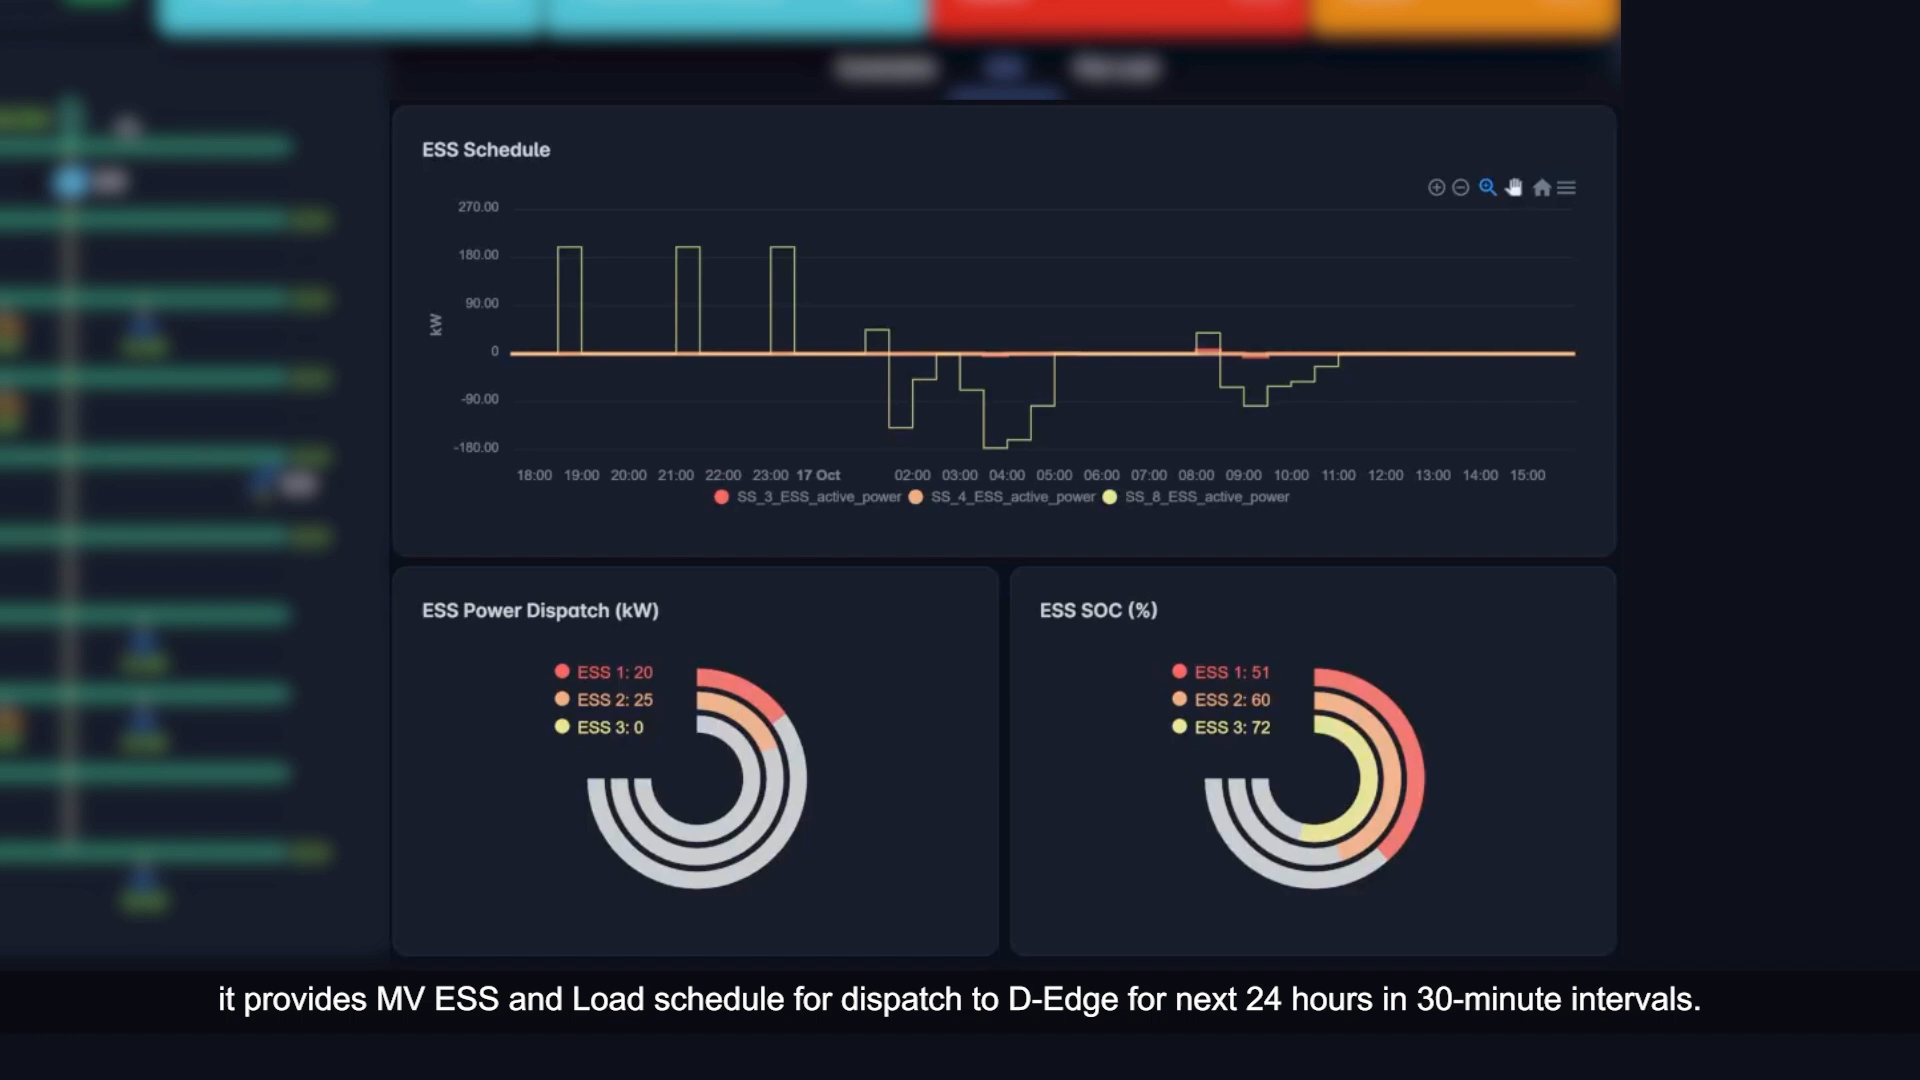 ESS Schedule
270.00
180.00
90.00
0
-90.00
-180.00
kW
18:00 19:00 20:00 21:00 22:00 23:00 17 Oct 02:00 03:00 04:00 05:00 06:00 07:00 08:00 09:00 10:00 11:00 12:00 13:00 14:00 15:00
SS_3_ESS_active_power SS_4_ESS_active_power SS_8_ESS_active_power
ESS Power Dispatch (kW)
ESS 1: 20
ESS 2: 25
ESS 3: 0
ESS SOC (%)
ESS 1: 51
ESS 2: 60
ESS 3: 72
it provides MV ESS and Load schedule for dispatch to D-Edge for next 24 hours in 30-minute intervals.